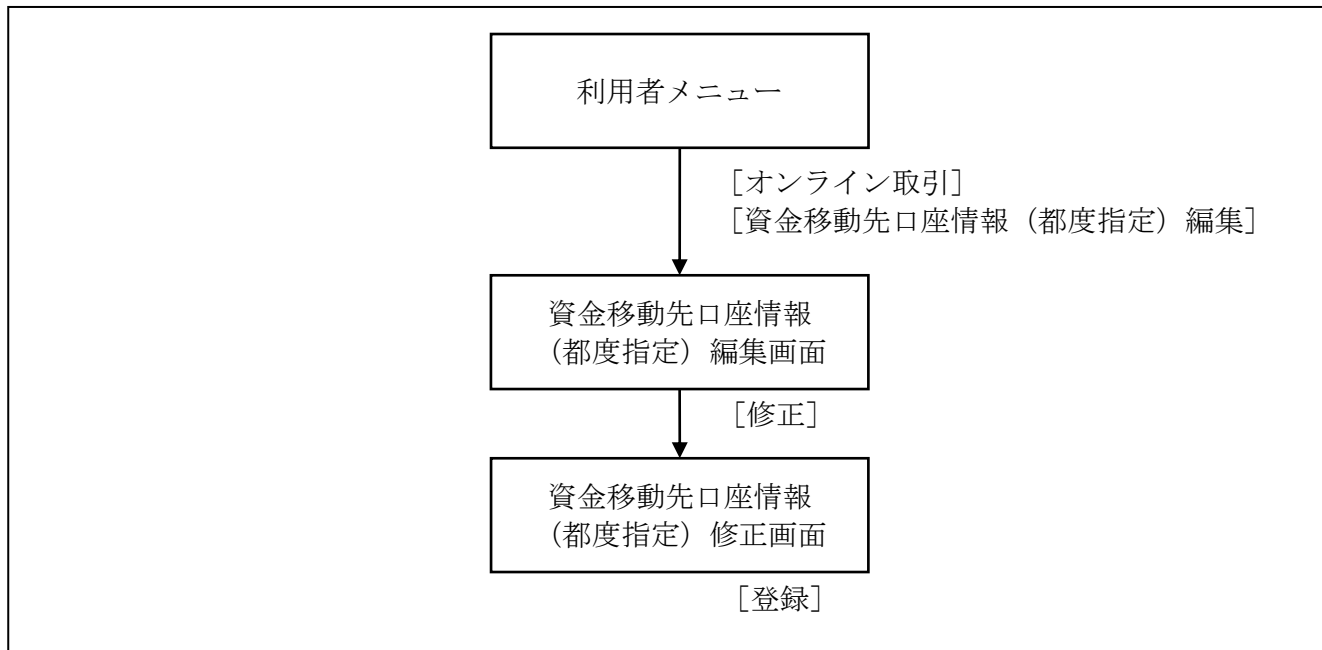 利用者メニュー
［オンライン取引］
［資金移動先口座情報（都度指定）編集］
資金移動先口座情報
（都度指定）編集画面
［修正］
資金移動先口座情報
（都度指定）修正画面
［登録］